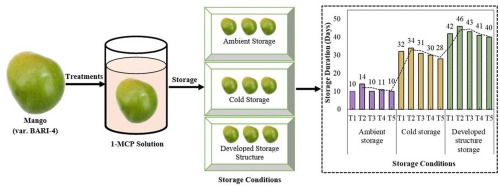 Mango
(var. BARI-4)
Treatments
1-MCP Solution
Storage
Ambient Storage
Cold Storage
Developed Storage
Structure
Storage Conditions
Storage Duration (Days)
50
40
30
20
10
0
10 14 10 11 10
32 34 31 30 28
42 46 43 41 40
T1 T2 T3 T4 T5 T1 T2 T3 T4 T5 T1 T2 T3 T4 T5
Ambient
storage
Cold storage
Developed
structure storage
Storage Conditions